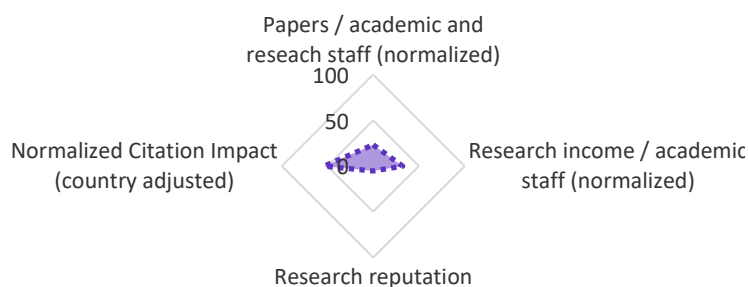 Papers / academic and
reseach staff (normalized)
100
50
0
Normalized Citation Impact
(country adjusted)
Research income / academic
staff (normalized)
Research reputation